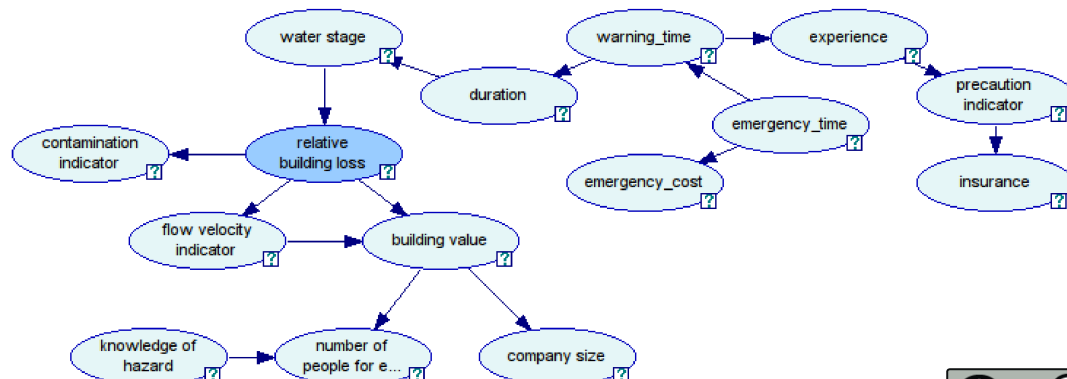 water stage
?
warning_time
?
experience
?
duration
?
precaution
indicator
?
emergency_time
?
contamination
indicator
?
relative
building loss
?
emergency_cost
?
insurance
?
flow velocity
indicator
?
building value
?
knowledge of
hazard
?
number of
people for e...
?
company size
?